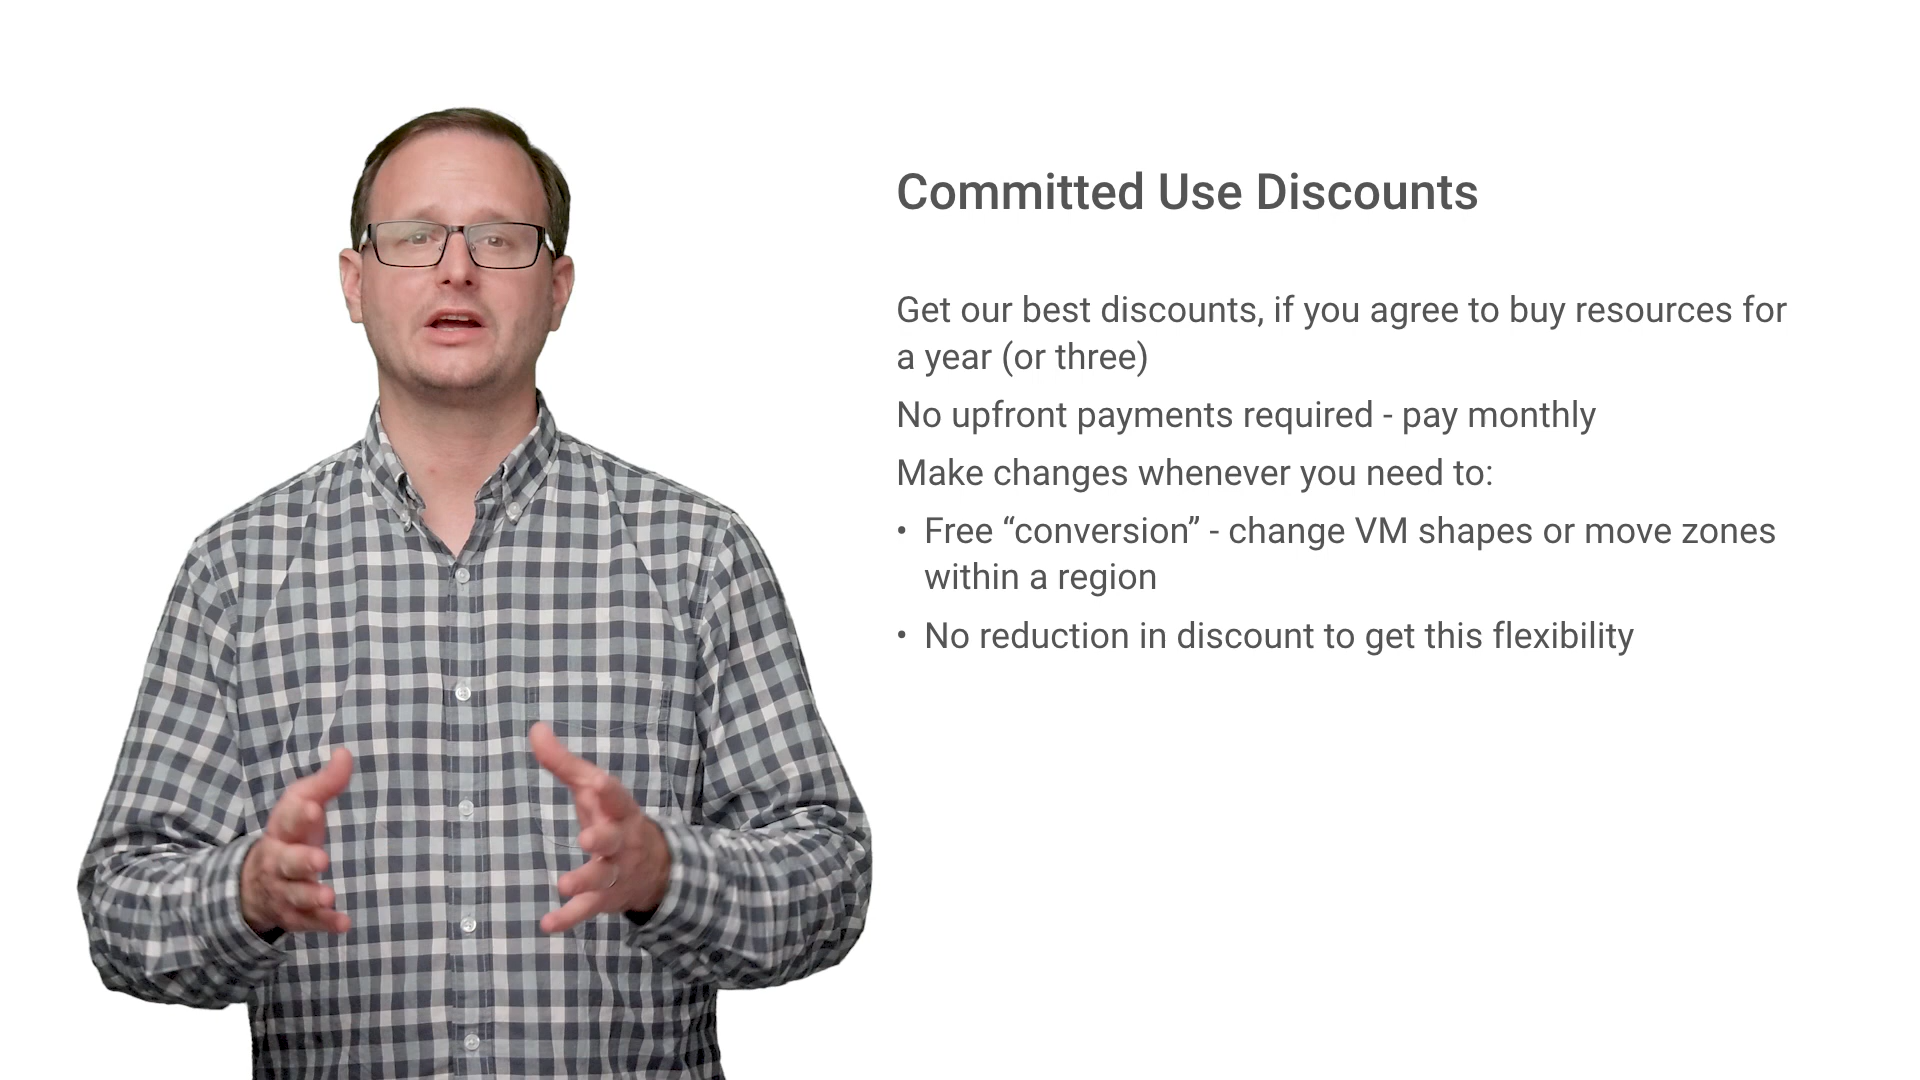 Committed Use Discounts
Get our best discounts, if you agree to buy resources for
a year (or three)
No upfront payments required - pay monthly
Make changes whenever you need to:
• Free “conversion” - change VM shapes or move zones
within a region
• No reduction in discount to get this flexibility